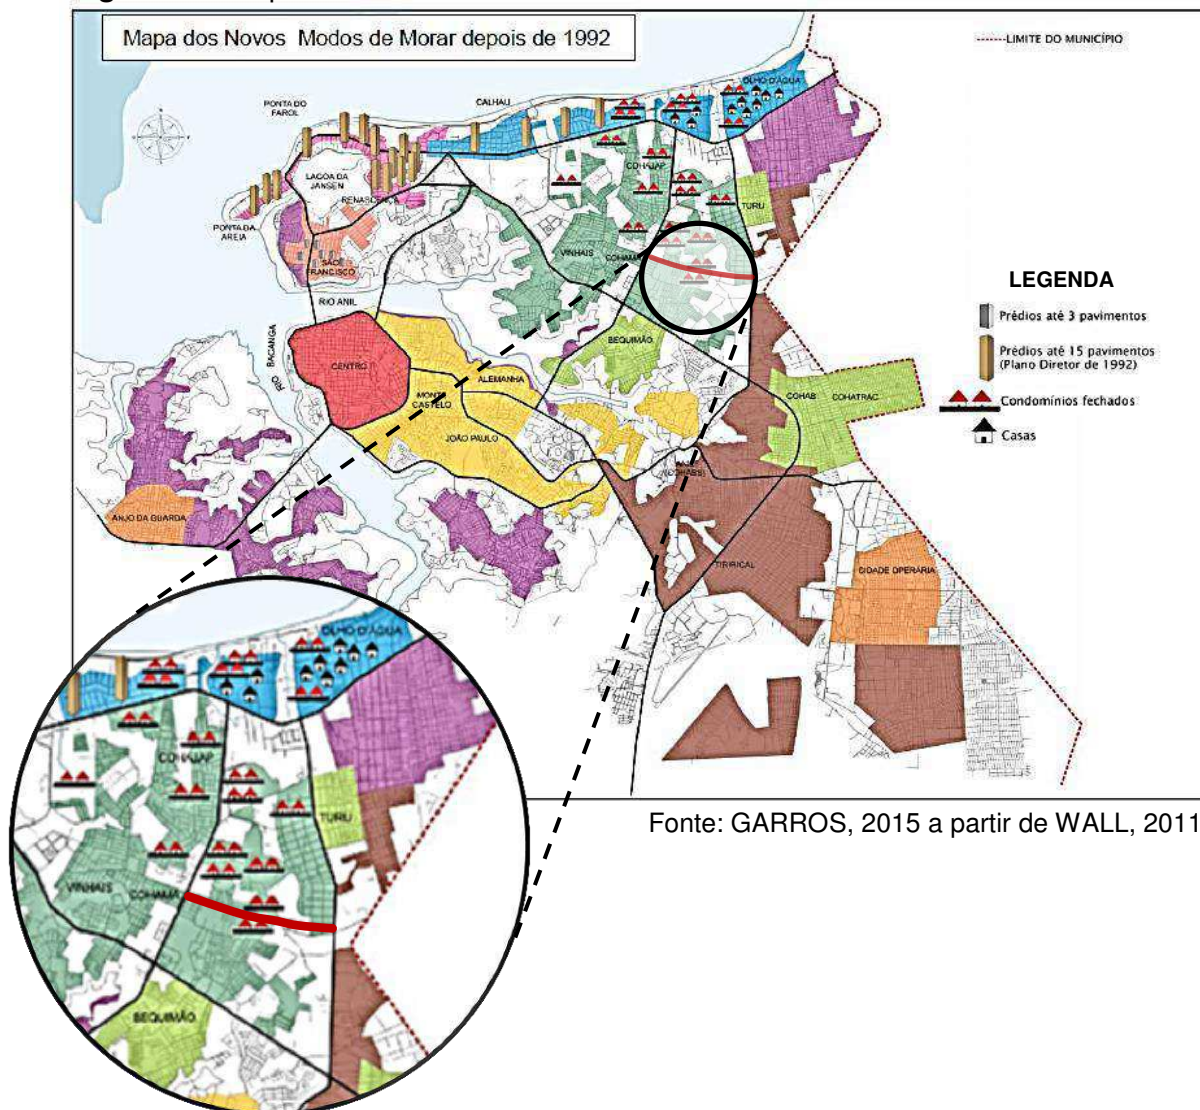 Mapa dos Novos Modos de Morar depois de 1992
LIMITE DO MUNICÍPIO
OLHO D'ÁGUA
CALHAU
PONTA DO
FAROL
LAGOA DA
JANSEN
RENASCENÇA
COHAJAP
TURU
PONTA DA
AREIA
SÃO
FRANCISCO
VINHAIS
COHAMA
RIO ANIL
RIO BACANGA
CENTRO
BEQUIMÃO
ALEMANHA
MONTE
CASTELO
JOÃO PAULO
COHAB
COHATRAC
ANJO DA GUARDA
TIRIRICAL
CIDADE OPERÁRIA
LEGENDA
Prédios até 3 pavimentos
Prédios até 15 pavimentos
(Plano Diretor de 1992)
Condomínios fechados
Casas
OLHO D'ÁGUA
COHAJAP
TURU
VINHAIS
COHAMA
BEQUIMÃO
Fonte: GARROS, 2015 a partir de WALL, 2011